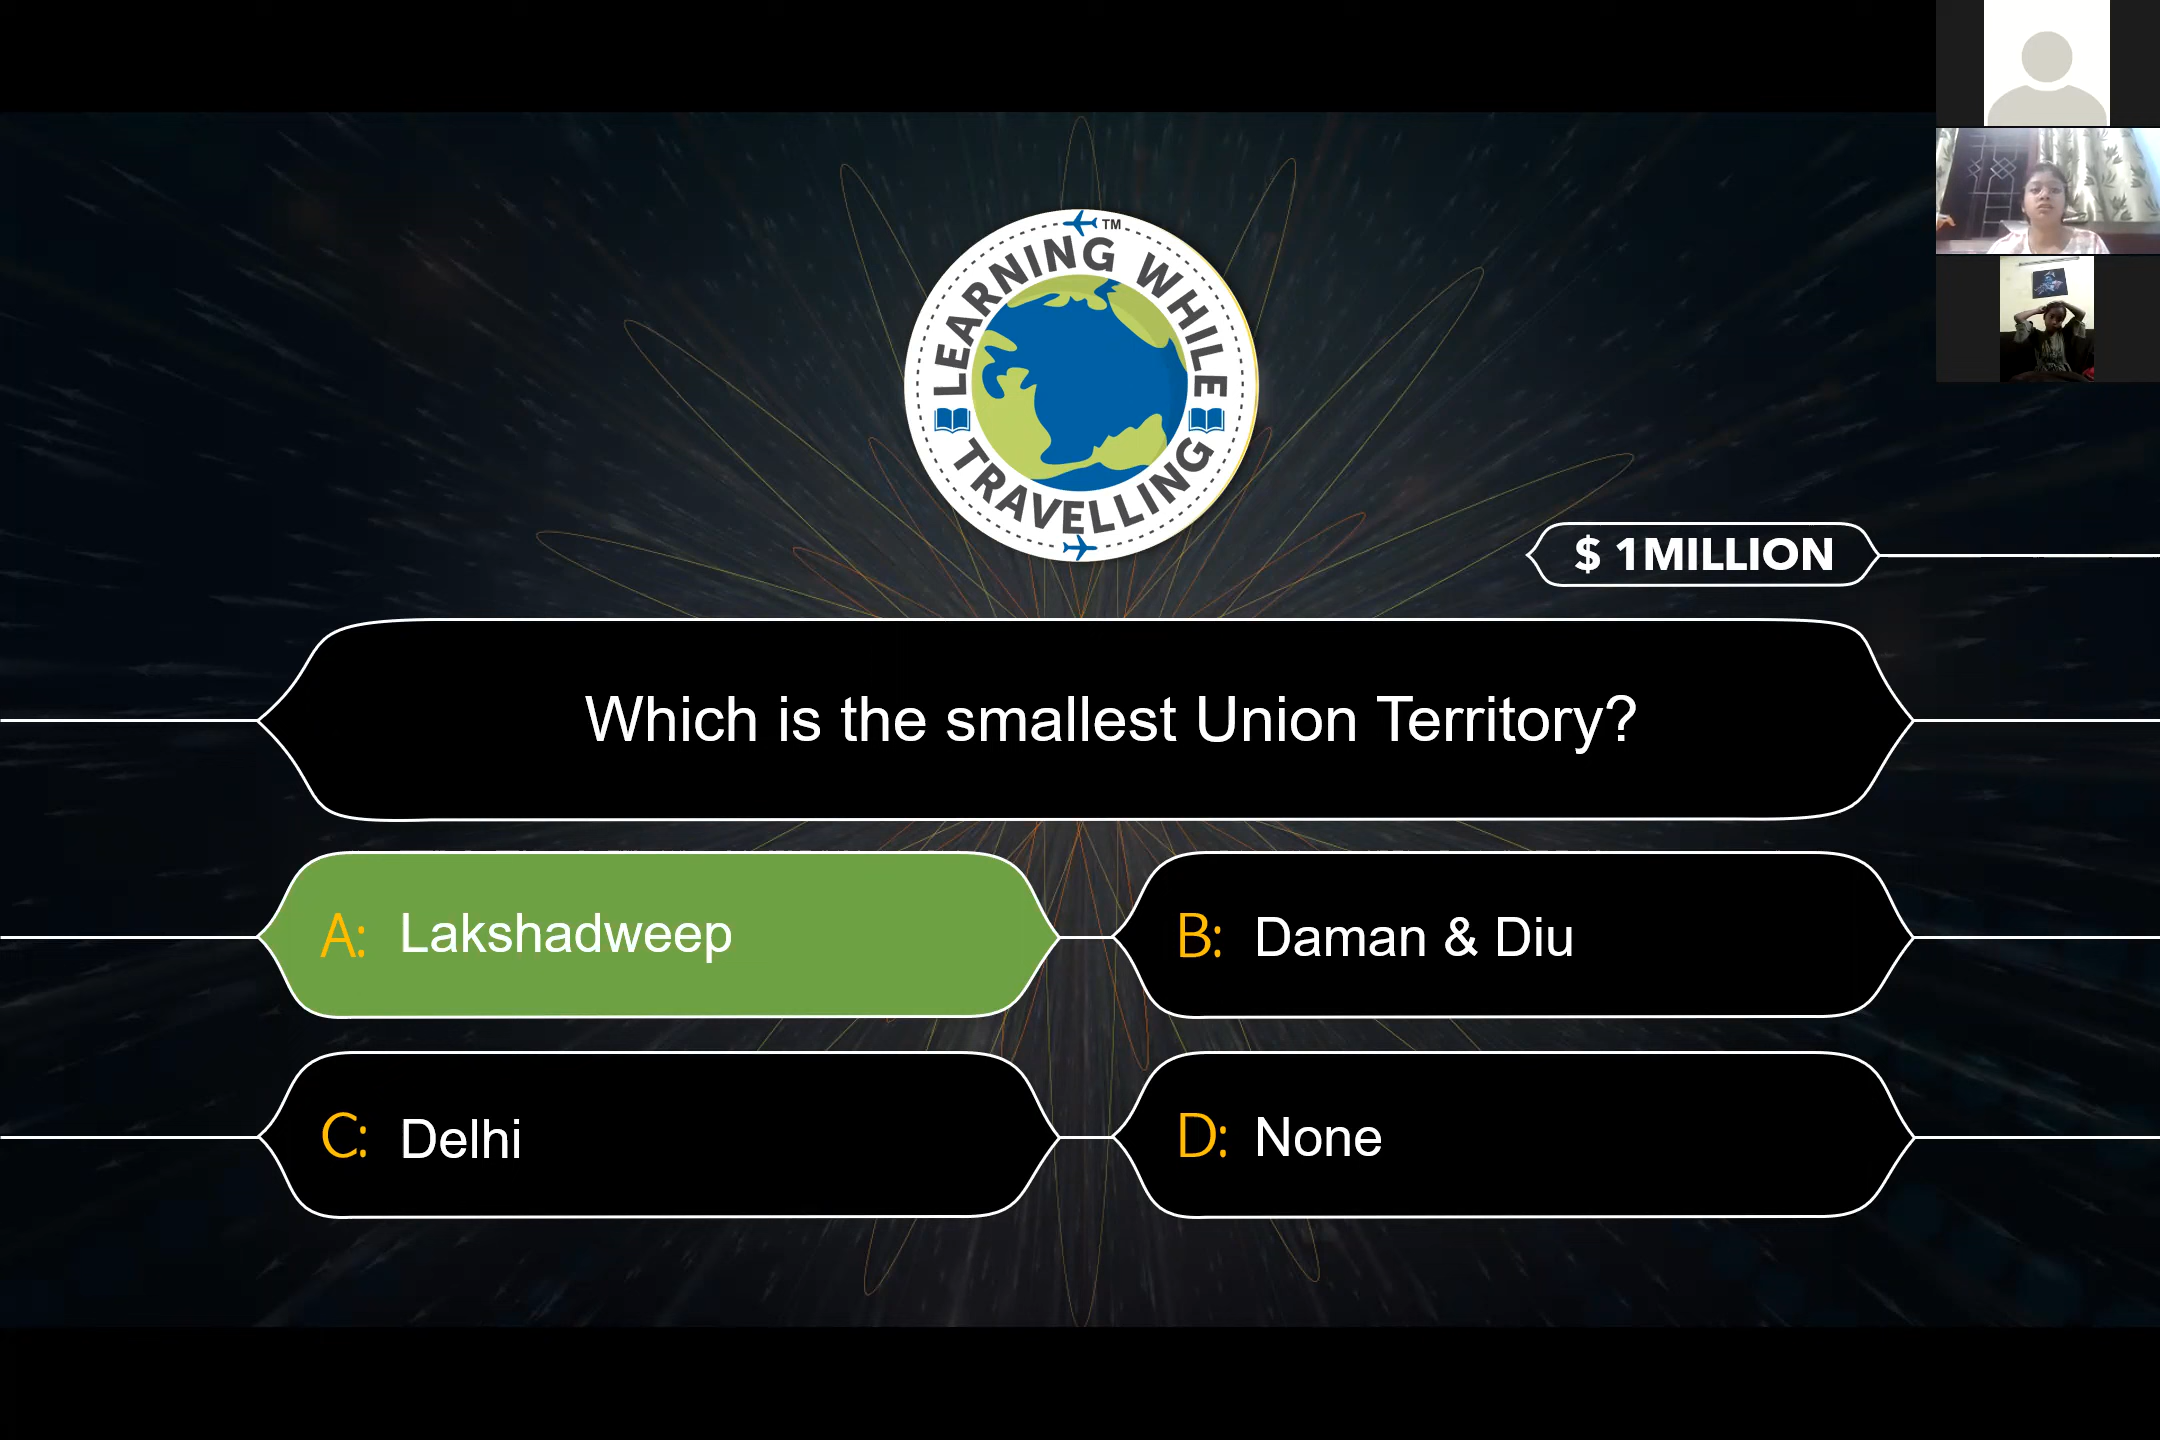 LEARNING WHILE
TRAVELLING
TM
$ 1MILLION
Which is the smallest Union Territory?
A: Lakshadweep
B: Daman & Diu
C: Delhi
D: None